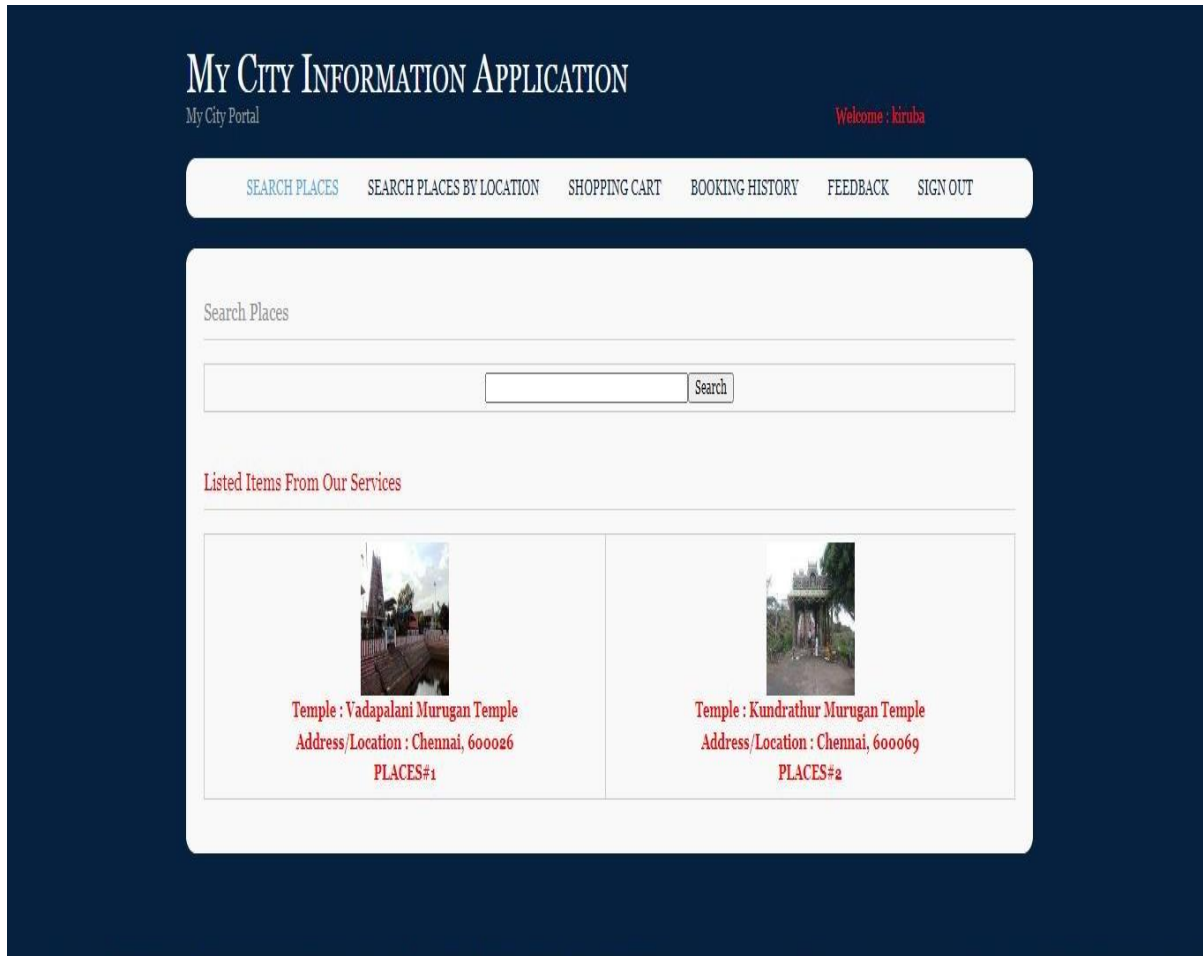 My City Information Application
My City Portal
Welcome : kiruba
SEARCH PLACES SEARCH PLACES BY LOCATION SHOPPING CART BOOKING HISTORY FEEDBACK SIGN OUT
Search Places
Search
Listed Items From Our Services
Temple : Vadapalani Murugan Temple
Address/Location : Chennai, 600026
PLACES#1
Temple : Kundrathur Murugan Temple
Address/Location : Chennai, 600069
PLACES#2